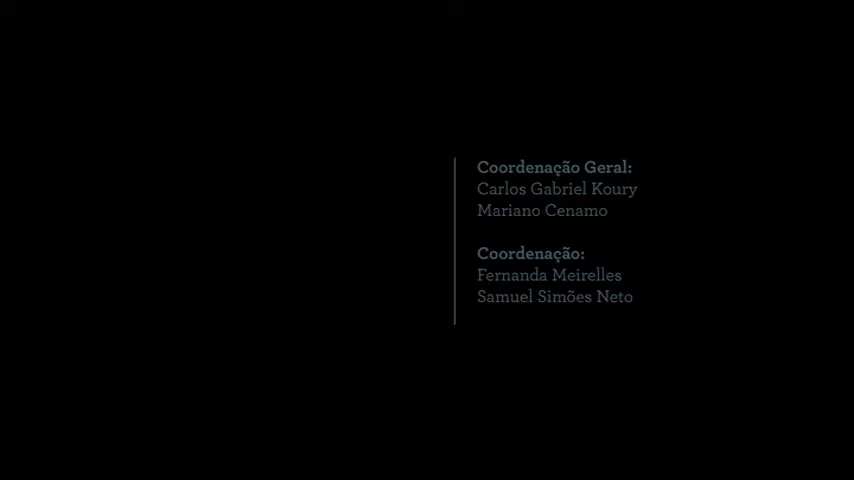 Coordenação Geral:
Carlos Gabriel Koury
Mariano Cenamo
Coordenação:
Fernanda Meirelles
Samuel Simões Neto